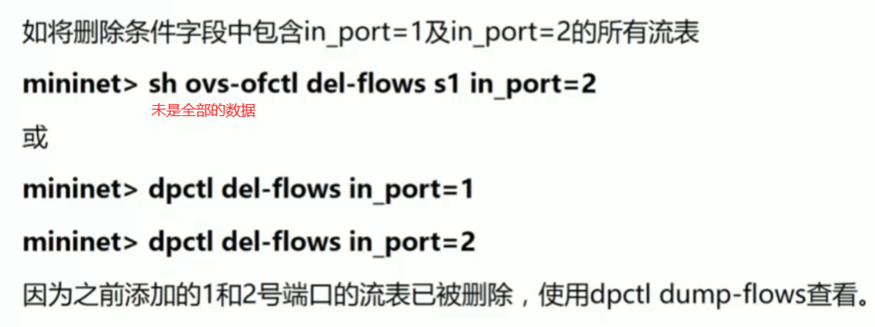 如将删除条件字段中包含in_port=1及in_port=2的所有流表
mininet> sh ovs-ofctl del-flows s1 in_port=2
未是全部的数据
或
mininet> dpctl del-flows in_port=1
mininet> dpctl del-flows in_port=2
因为之前添加的1和2号端口的流表已被删除，使用dpctl dump-flows查看。